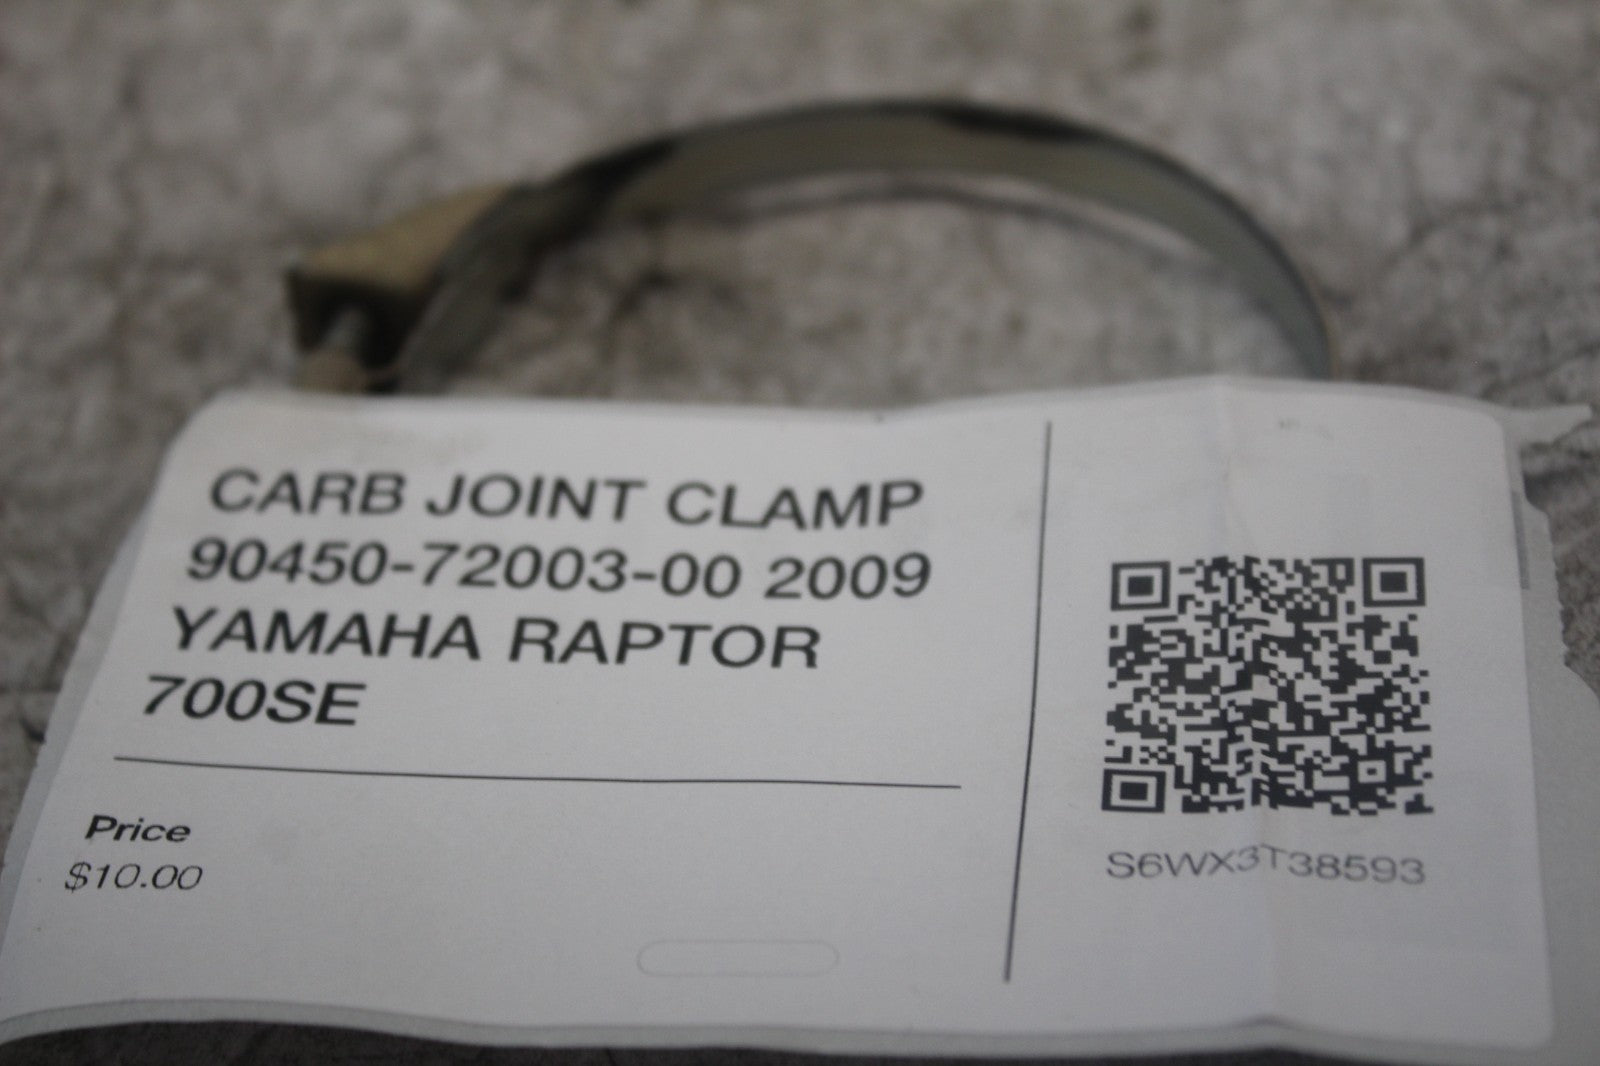 CARB JOINT CLAMP
90450-72003-00 2009
YAMAHA RAPTOR
700SE
Price
$10.00
S6WX3T38593